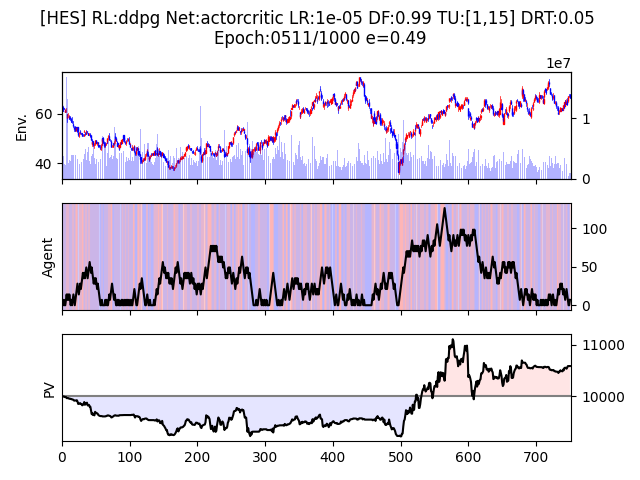 [HES] RL:ddpg Net:actorcritic LR:1e-05 DF:0.99 TU:[1,15] DRT:0.05
Epoch:0511/1000 e=0.49
1e7
Env.
60
40
1
0
Agent
100
50
0
PV
11000
10000
0 100 200 300 400 500 600 700